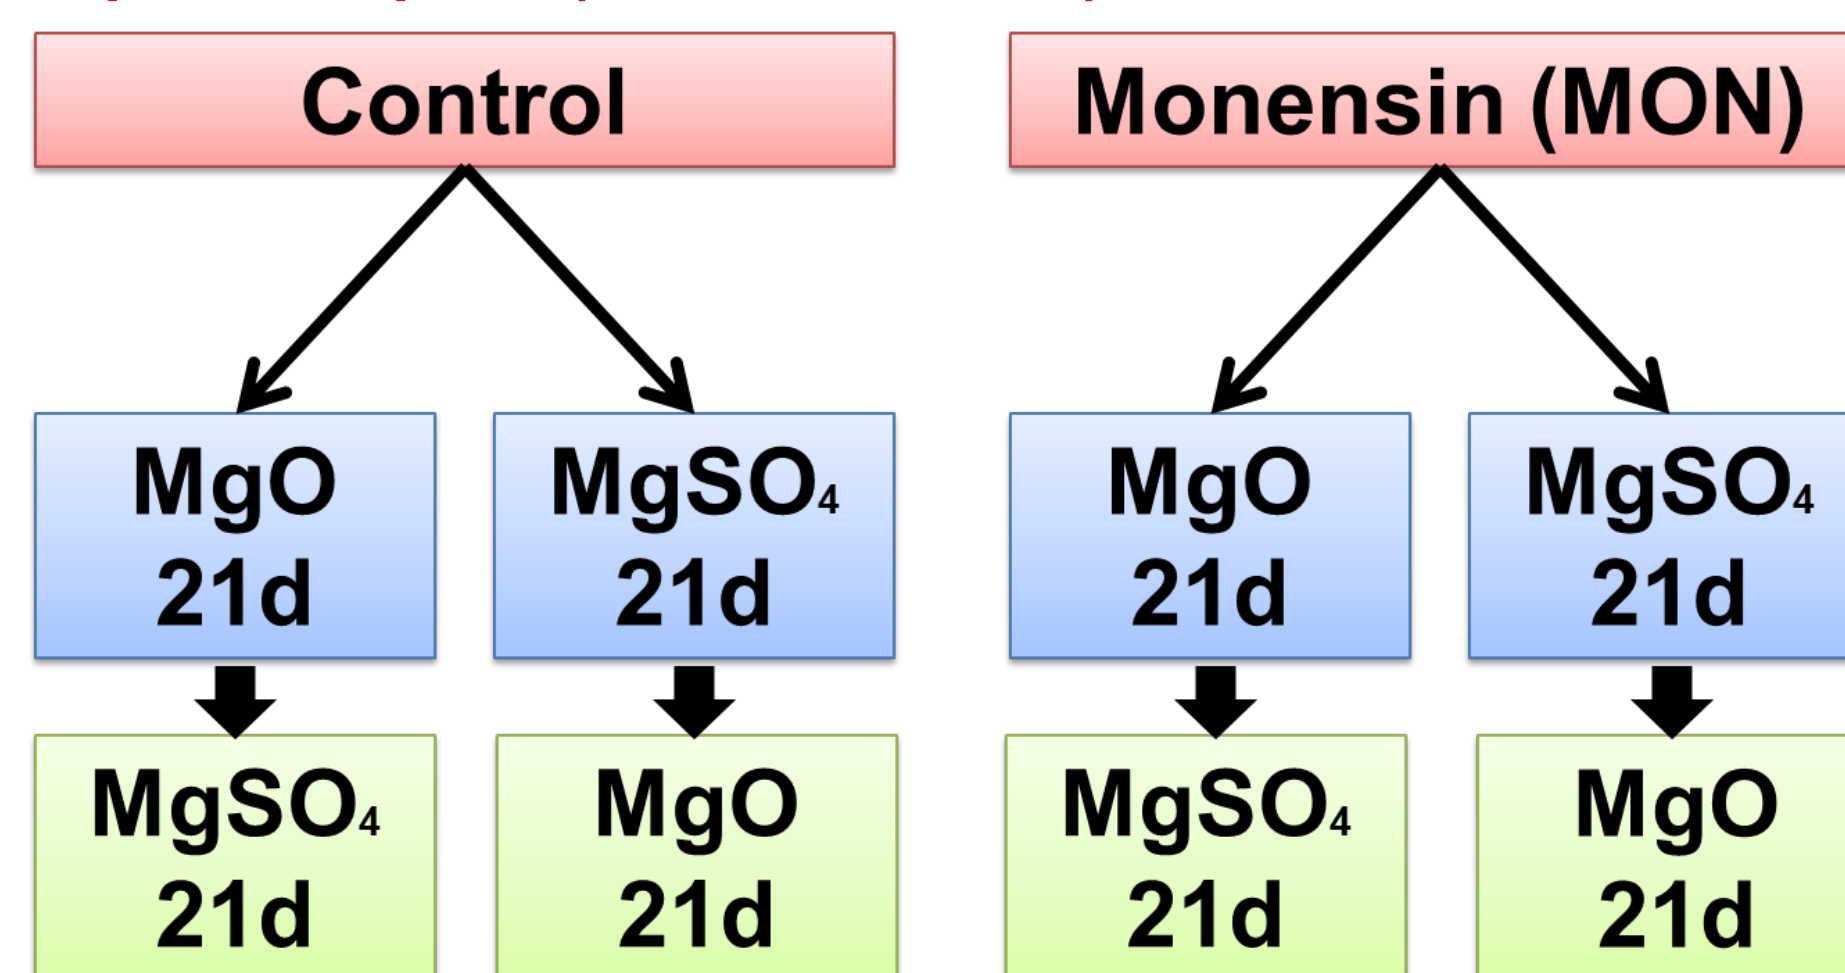 Control
Monensin (MON)
MgO
21d
MgSO₄
21d
MgO
21d
MgSO₄
21d
MgSO₄
21d
MgO
21d
MgSO₄
21d
MgO
21d